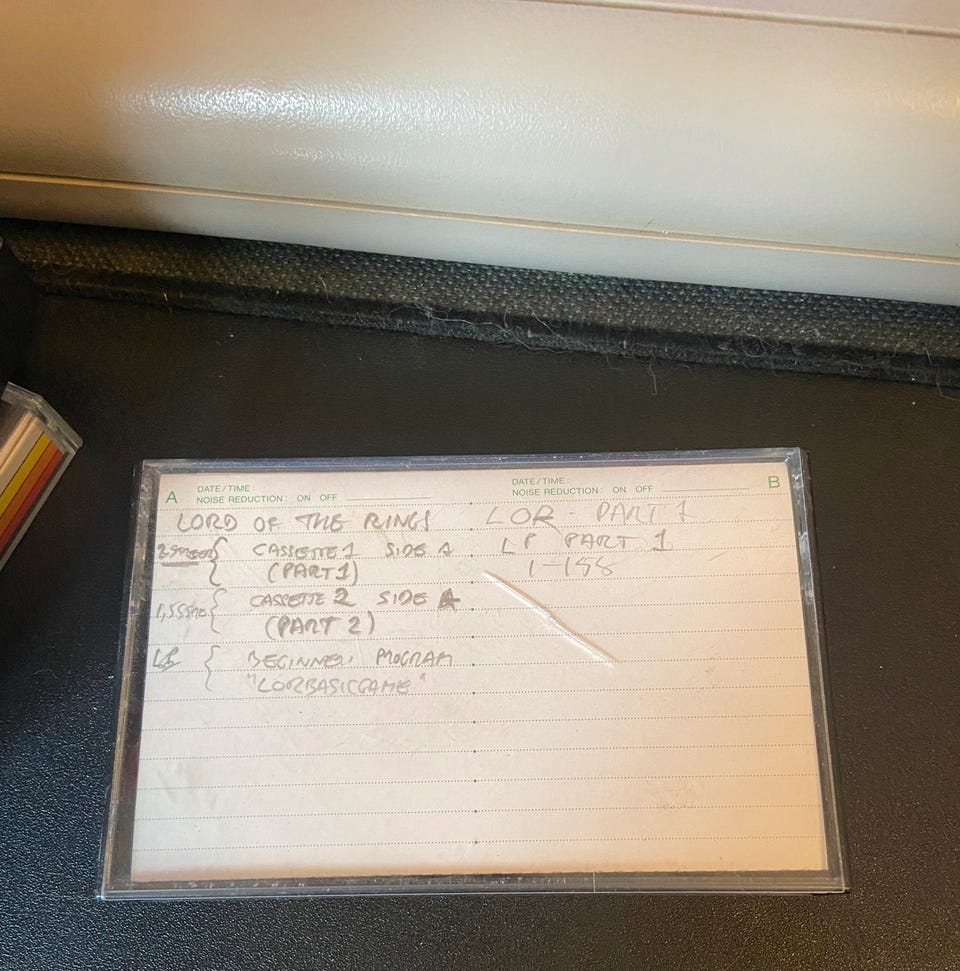 A DATE/TIME:
NOISE REDUCTION: ON OFF
LORD OF THE RINGS
CASSETTE 1 SIDE A
(PART 1)
CASSETTE 2 SIDE A
(PART 2)
BEGINNER PROGRAM
"LORBASICGAME"
DATE/TIME: B
NOISE REDUCTION: ON OFF
LOR - PART 1
LP PART 1
1-188